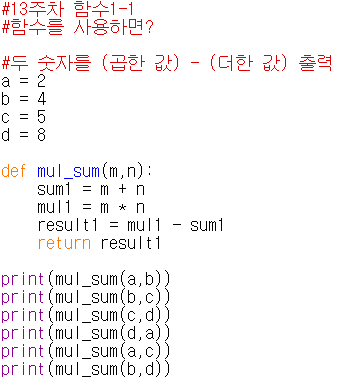 #13주차 함수1-1
#함수를 사용하면?

#두 숫자를 (곱한 값) - (더한 값) 출력
a = 2
b = 4
c = 5
d = 8

def mul_sum(m,n):
    sum1 = m + n
    mul1 = m * n
    result1 = mul1 - sum1
    return result1

print(mul_sum(a,b))
print(mul_sum(b,c))
print(mul_sum(c,d))
print(mul_sum(d,a))
print(mul_sum(a,c))
print(mul_sum(b,d))